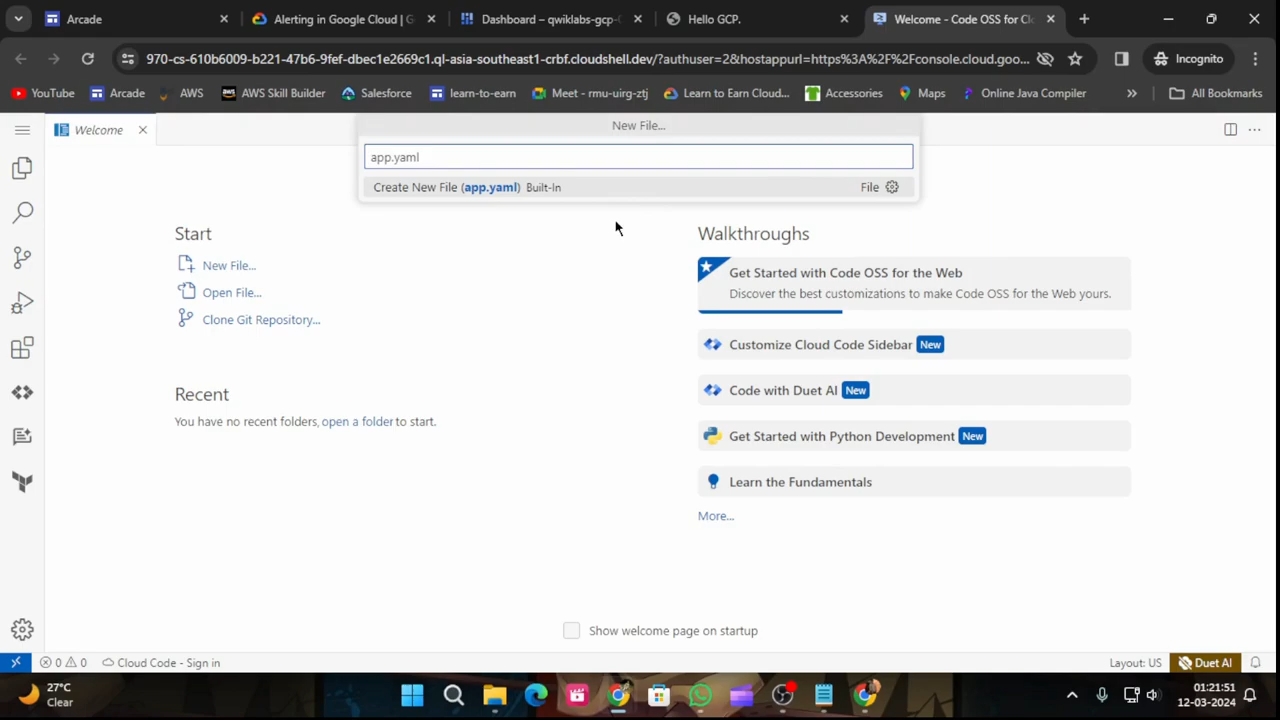 Arcade
Alerting in Google Cloud | G
Dashboard – qwiklabs-gcp-
Hello GCP.
Welcome - Code OSS for Cl
970-cs-610b6009-b221-47b6-9fef-dbec1e2669c1.ql-asia-southeast1-crbf.cloudshell.dev/?authuser=2&hostappurl=https%3A%2F%2Fconsole.cloud.goo...
Incognito
YouTube
Arcade
AWS
AWS Skill Builder
Salesforce
learn-to-earn
Meet - rmu-uirg-ztj
Learn to Earn Cloud...
Accessories
Maps
Online Java Compiler
All Bookmarks
Welcome
New File...
app.yaml
Create New File (app.yaml) Built-In
File
Start
New File...
Open File...
Clone Git Repository...
Recent
You have no recent folders, open a folder to start.
Walkthroughs
Get Started with Code OSS for the Web
Discover the best customizations to make Code OSS for the Web yours.
Customize Cloud Code Sidebar New
Code with Duet AI New
Get Started with Python Development New
Learn the Fundamentals
More...
Show welcome page on startup
0 0
Cloud Code - Sign in
Layout: US
Duet AI
27°C
Clear
01:21:51
12-03-2024